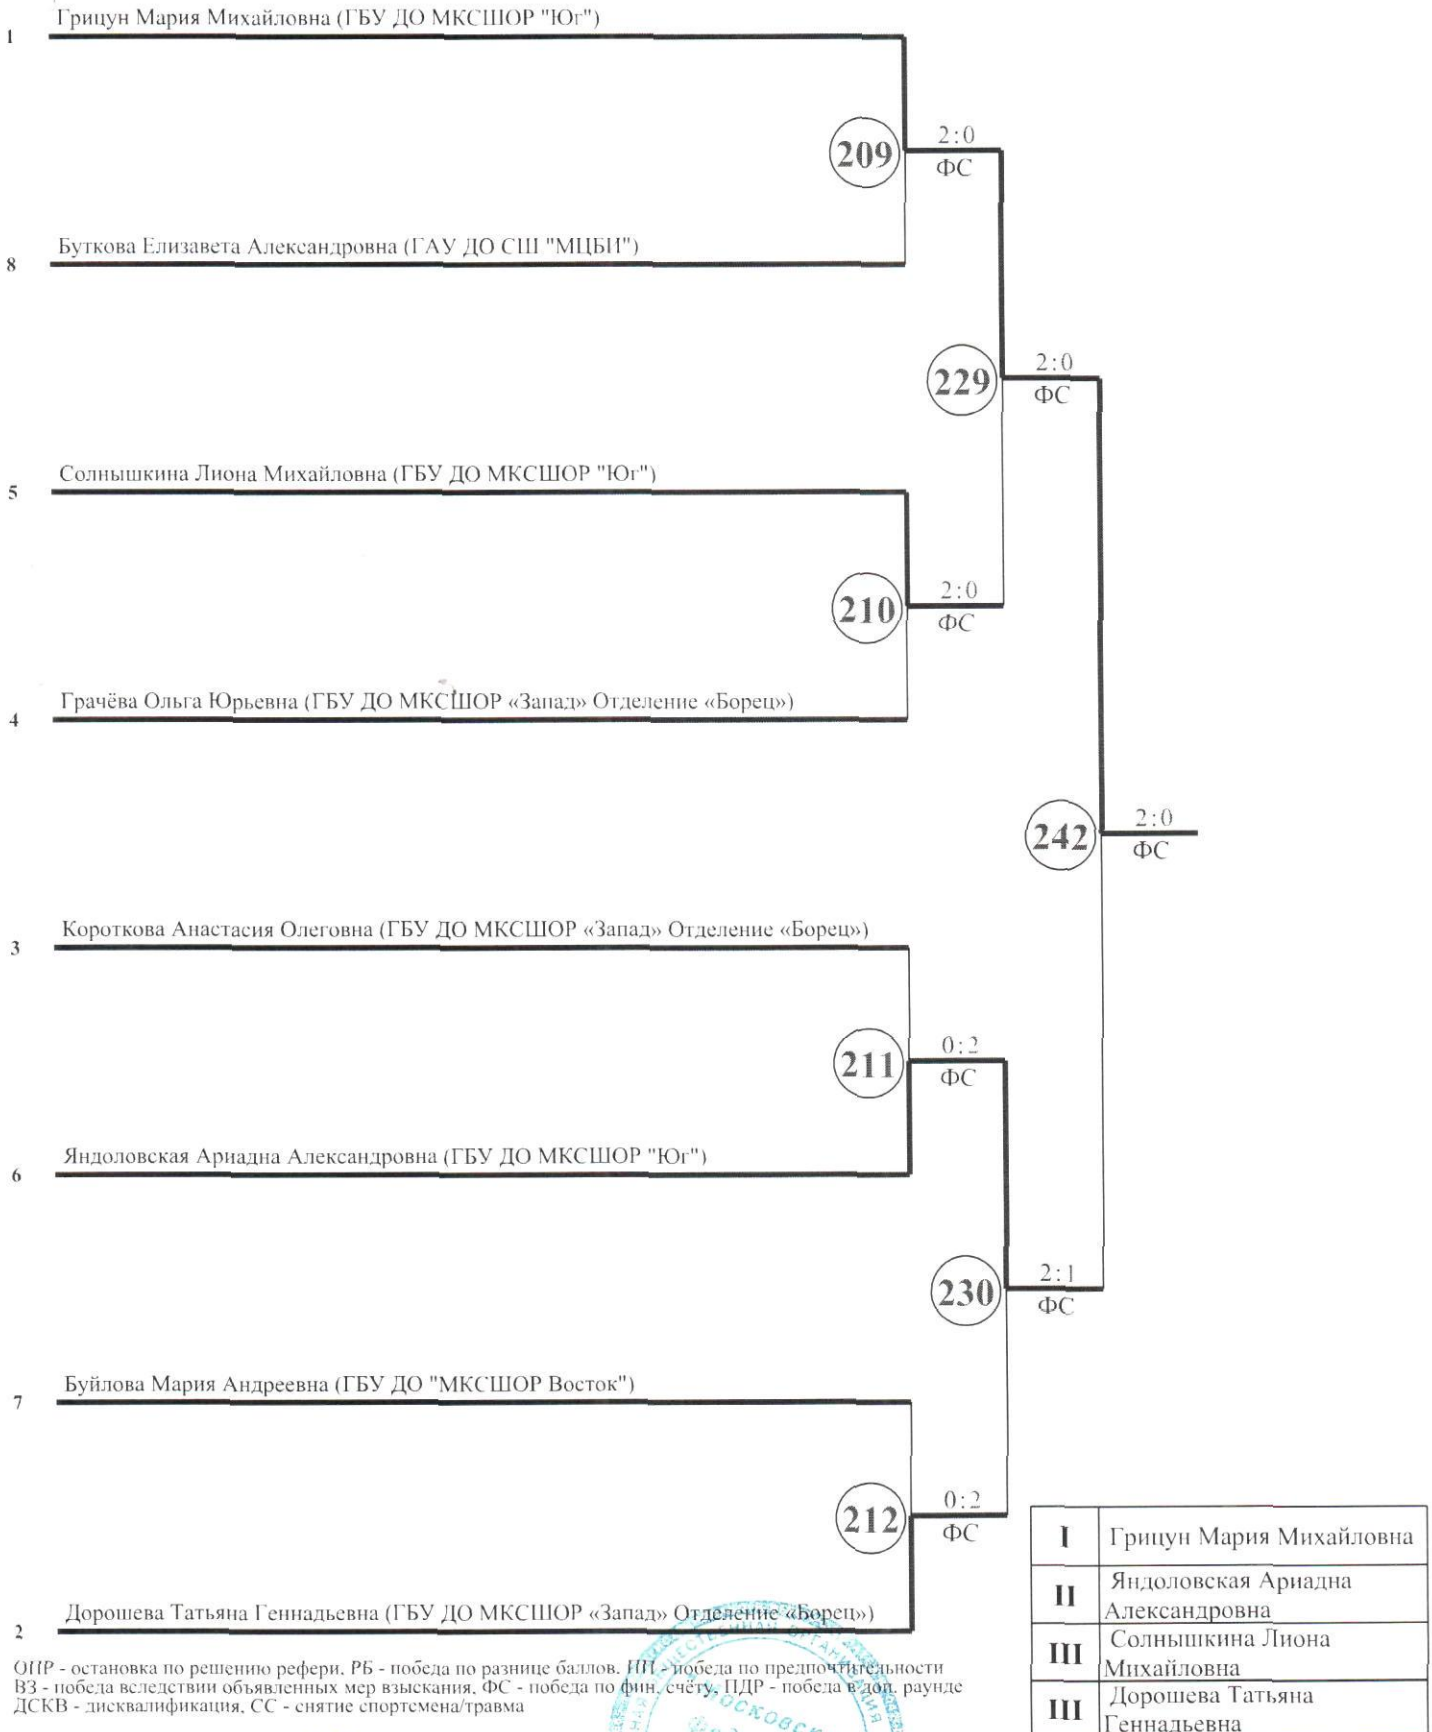 Грицун Мария Михайловна (ГБУ ДО МКСШОР "Юг")
1
209
2:0
ФС
Буткова Елизавета Александровна (ГАУ ДО СШ "МЦБИ")
8
229
2:0
ФС
Солнышкина Лиона Михайловна (ГБУ ДО МКСШОР "Юг")
5
210
2:0
ФС
Грачёва Ольга Юрьевна (ГБУ ДО МКСШОР «Запад» Отделение «Борец»)
4
242
2:0
ФС
Короткова Анастасия Олеговна (ГБУ ДО МКСШОР «Запад» Отделение «Борец»)
3
211
0:2
ФС
Яндоловская Ариадна Александровна (ГБУ ДО МКСШОР "Юг")
6
230
2:1
ФС
Буйлова Мария Андреевна (ГБУ ДО "МКСШОР Восток")
7
212
0:2
ФС
Дорошева Татьяна Геннадьевна (ГБУ ДО МКСШОР «Запад» Отделение «Борец»)
2
I Грицун Мария Михайловна
II Яндоловская Ариадна
Александровна
III Солнышкина Лиона
Михайловна
III Дорошева Татьяна
Геннадьевна
ОПР - остановка по решению рефери. РБ - победа по разнице баллов. ПП - победа по предпочтительности
ВЗ - победа вследствии объявленных мер взыскания. ФС - победа по фин. счёту, ПДР - победа в доп. раунде
ДСКВ - дисквалификация. СС - снятие спортсмена/травма
ОРГАНИЗАЦИЯ